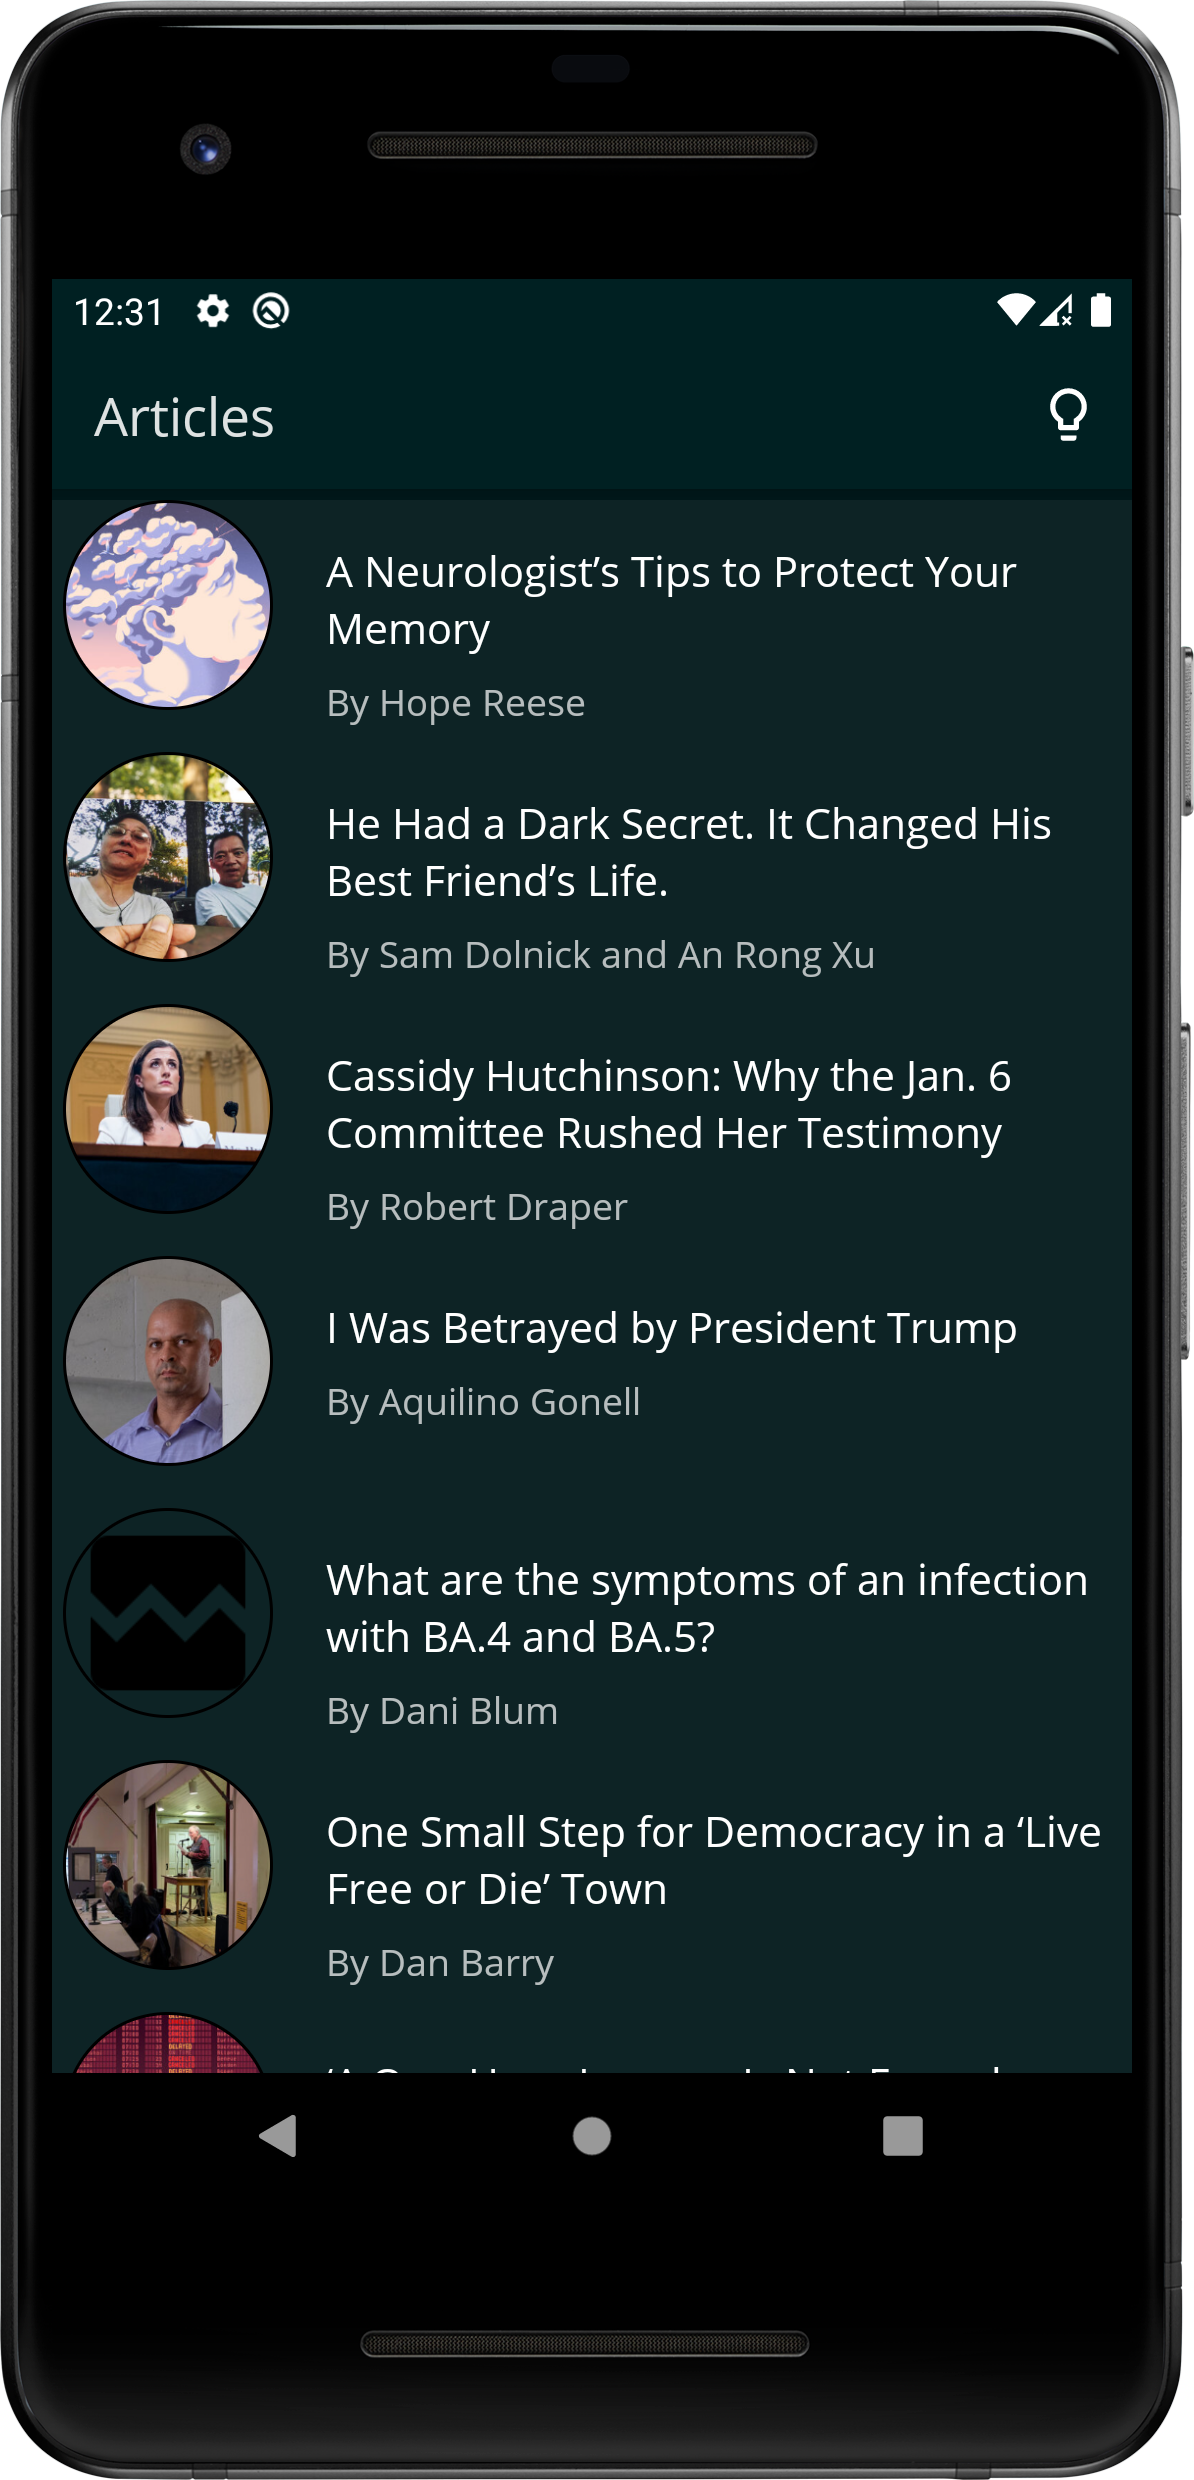 12:31
Articles
A Neurologist’s Tips to Protect Your
Memory
By Hope Reese
He Had a Dark Secret. It Changed His
Best Friend’s Life.
By Sam Dolnick and An Rong Xu
Cassidy Hutchinson: Why the Jan. 6
Committee Rushed Her Testimony
By Robert Draper
I Was Betrayed by President Trump
By Aquilino Gonell
What are the symptoms of an infection
with BA.4 and BA.5?
By Dani Blum
One Small Step for Democracy in a ‘Live
Free or Die’ Town
By Dan Barry
DELAYED
DELAYED